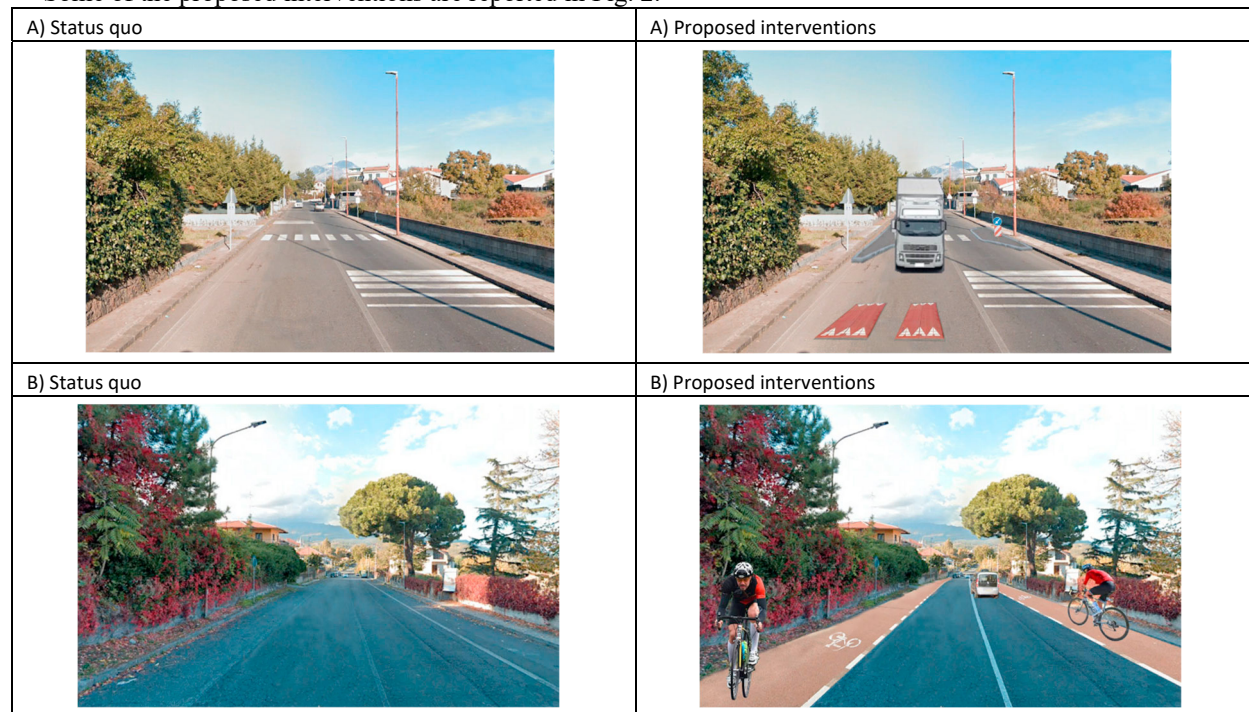 Some of the proposed interventions are reported in Fig. 2.
A) Status quo
A) Proposed interventions
B) Status quo
B) Proposed interventions